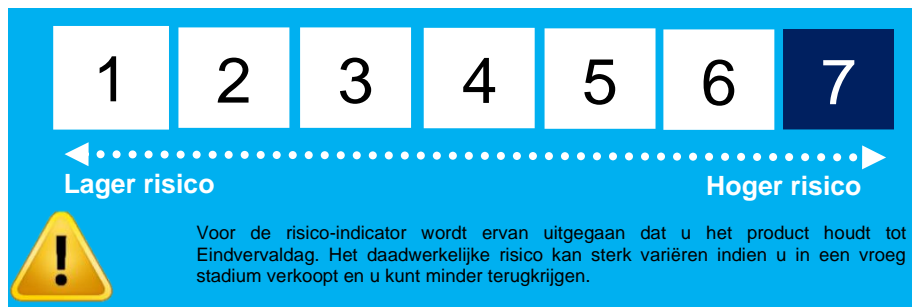 1 2 3 4 5 6 7
Lager risico Hoger risico
!
Voor de risico-indicator wordt ervan uitgegaan dat u het product houdt tot
Eindvervaldag. Het daadwerkelijke risico kan sterk variëren indien u in een vroeg
stadium verkoopt en u kunt minder terugkrijgen.